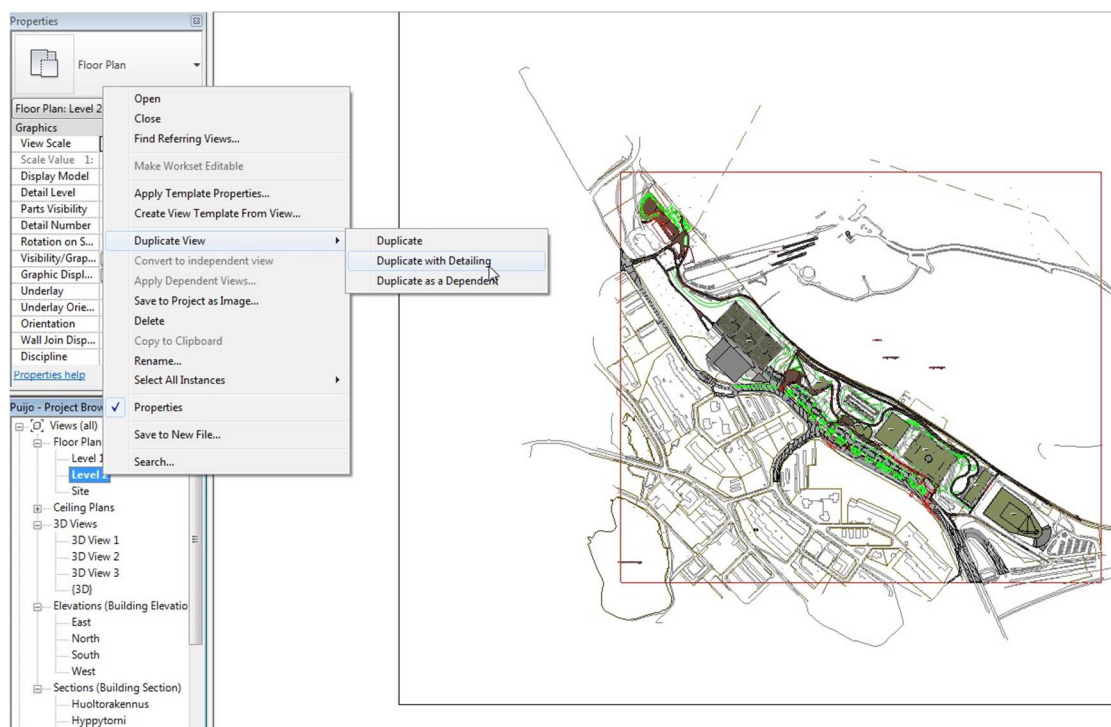 Properties
Floor Plan
Floor Plan: Level 2
Graphics
View Scale
Scale Value 1:
Display Model
Detail Level
Parts Visibility
Detail Number
Rotation on S...
Visibility/Grap...
Graphic Displ...
Underlay
Underlay Orie...
Orientation
Wall Join Disp...
Discipline
Properties help
Open
Close
Find Referring Views...
Make Workset Editable
Apply Template Properties...
Create View Template From View...
Duplicate View
Convert to independent view
Apply Dependent Views...
Save to Project as Image...
Delete
Copy to Clipboard
Rename...
Select All Instances
Properties
Save to New File...
Search...
Duplicate
Duplicate with Detailing
Duplicate as a Dependent
Puijo - Project Brow
Views (all)
Floor Plan
Level 1
Level 2
Site
Ceiling Plans
3D Views
3D View 1
3D View 2
3D View 3
{3D}
Elevations (Building Elevatio
East
North
South
West
Sections (Building Section)
Huoltorakennus
Hyppytorni